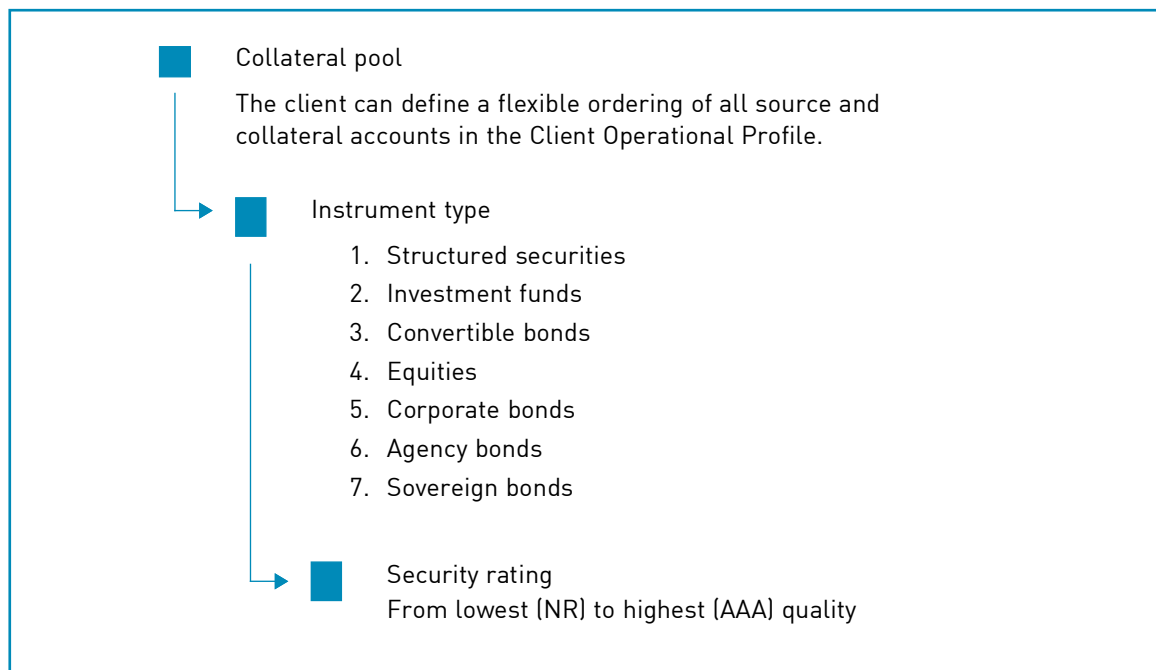 Collateral pool
The client can define a flexible ordering of all source and
collateral accounts in the Client Operational Profile.
Instrument type
1. Structured securities
2. Investment funds
3. Convertible bonds
4. Equities
5. Corporate bonds
6. Agency bonds
7. Sovereign bonds
Security rating
From lowest (NR) to highest (AAA) quality